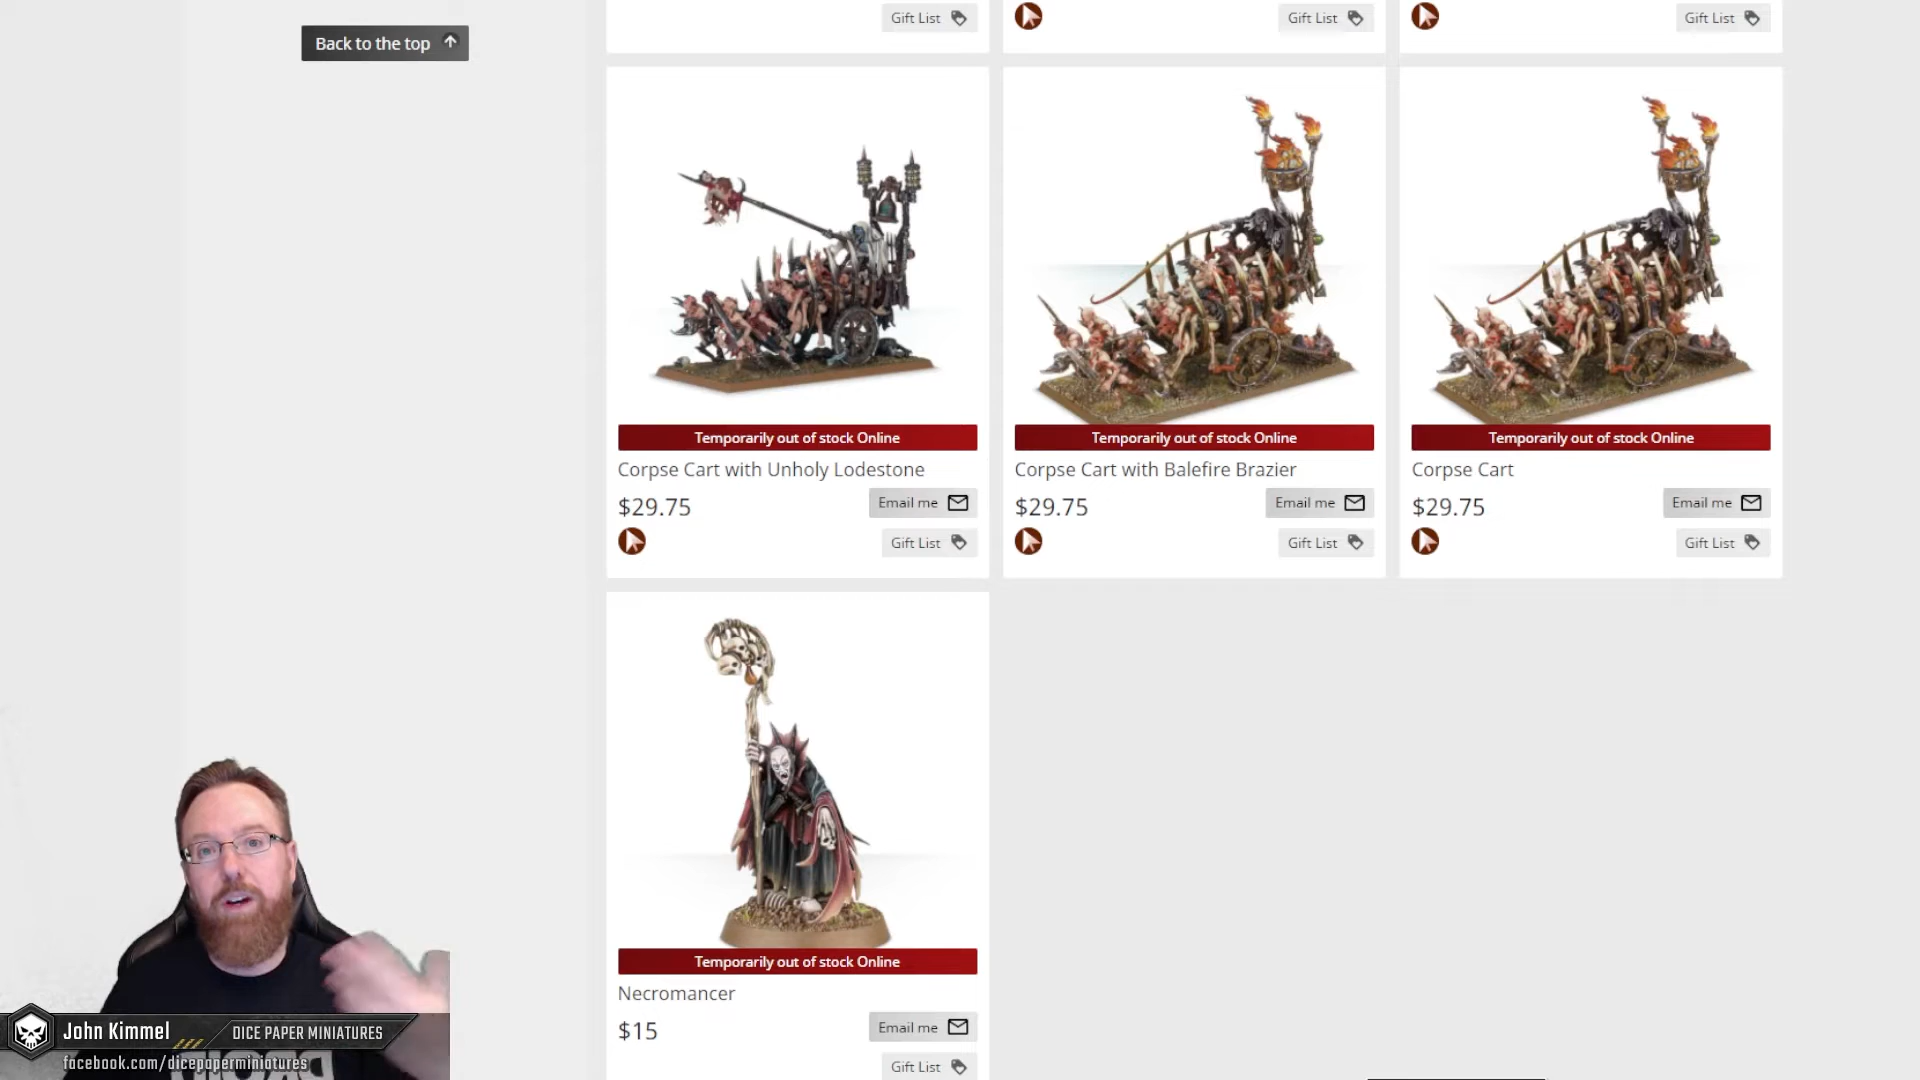 Gift List
Gift List
Gift List
Back to the top
Temporarily out of stock Online
Temporarily out of stock Online
Temporarily out of stock Online
Corpse Cart with Unholy Lodestone
Corpse Cart with Balefire Brazier
Corpse Cart
$29.75
Email me
$29.75
Email me
$29.75
Email me
Gift List
Gift List
Gift List
Temporarily out of stock Online
Necromancer
$15
Email me
Gift List
John Kimmel
DICE PAPER MINIATURES
facebook.com/dicepaperminiatures